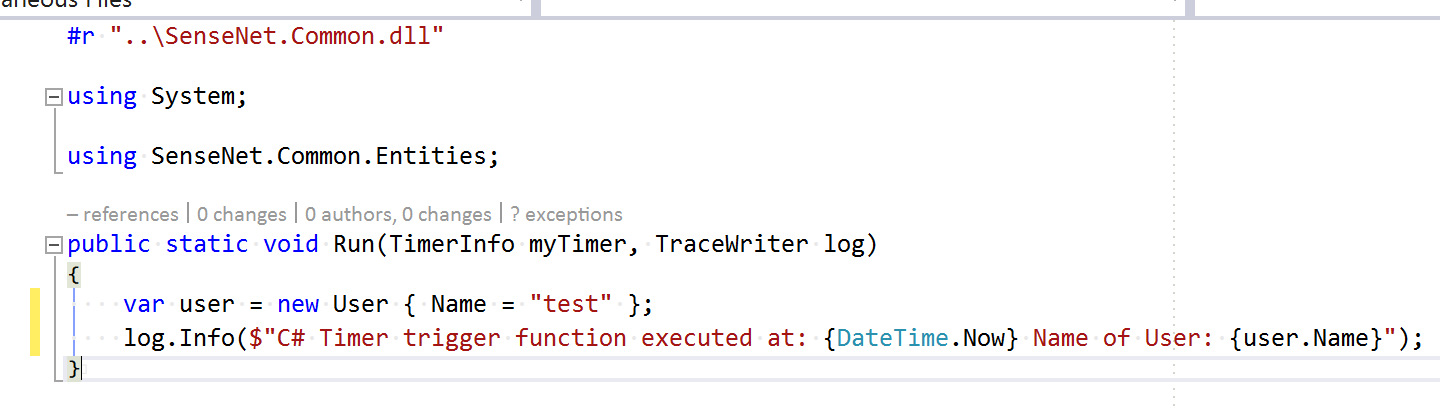 #r "..\SenseNet.Common.dll"
using System;
using SenseNet.Common.Entities;
– references | 0 changes | 0 authors, 0 changes | ? exceptions
public static void Run(TimerInfo myTimer, TraceWriter log)
{
var user = new User { Name = "test" };
log.Info($"C# Timer trigger function executed at: {DateTime.Now} Name of User: {user.Name}");
}